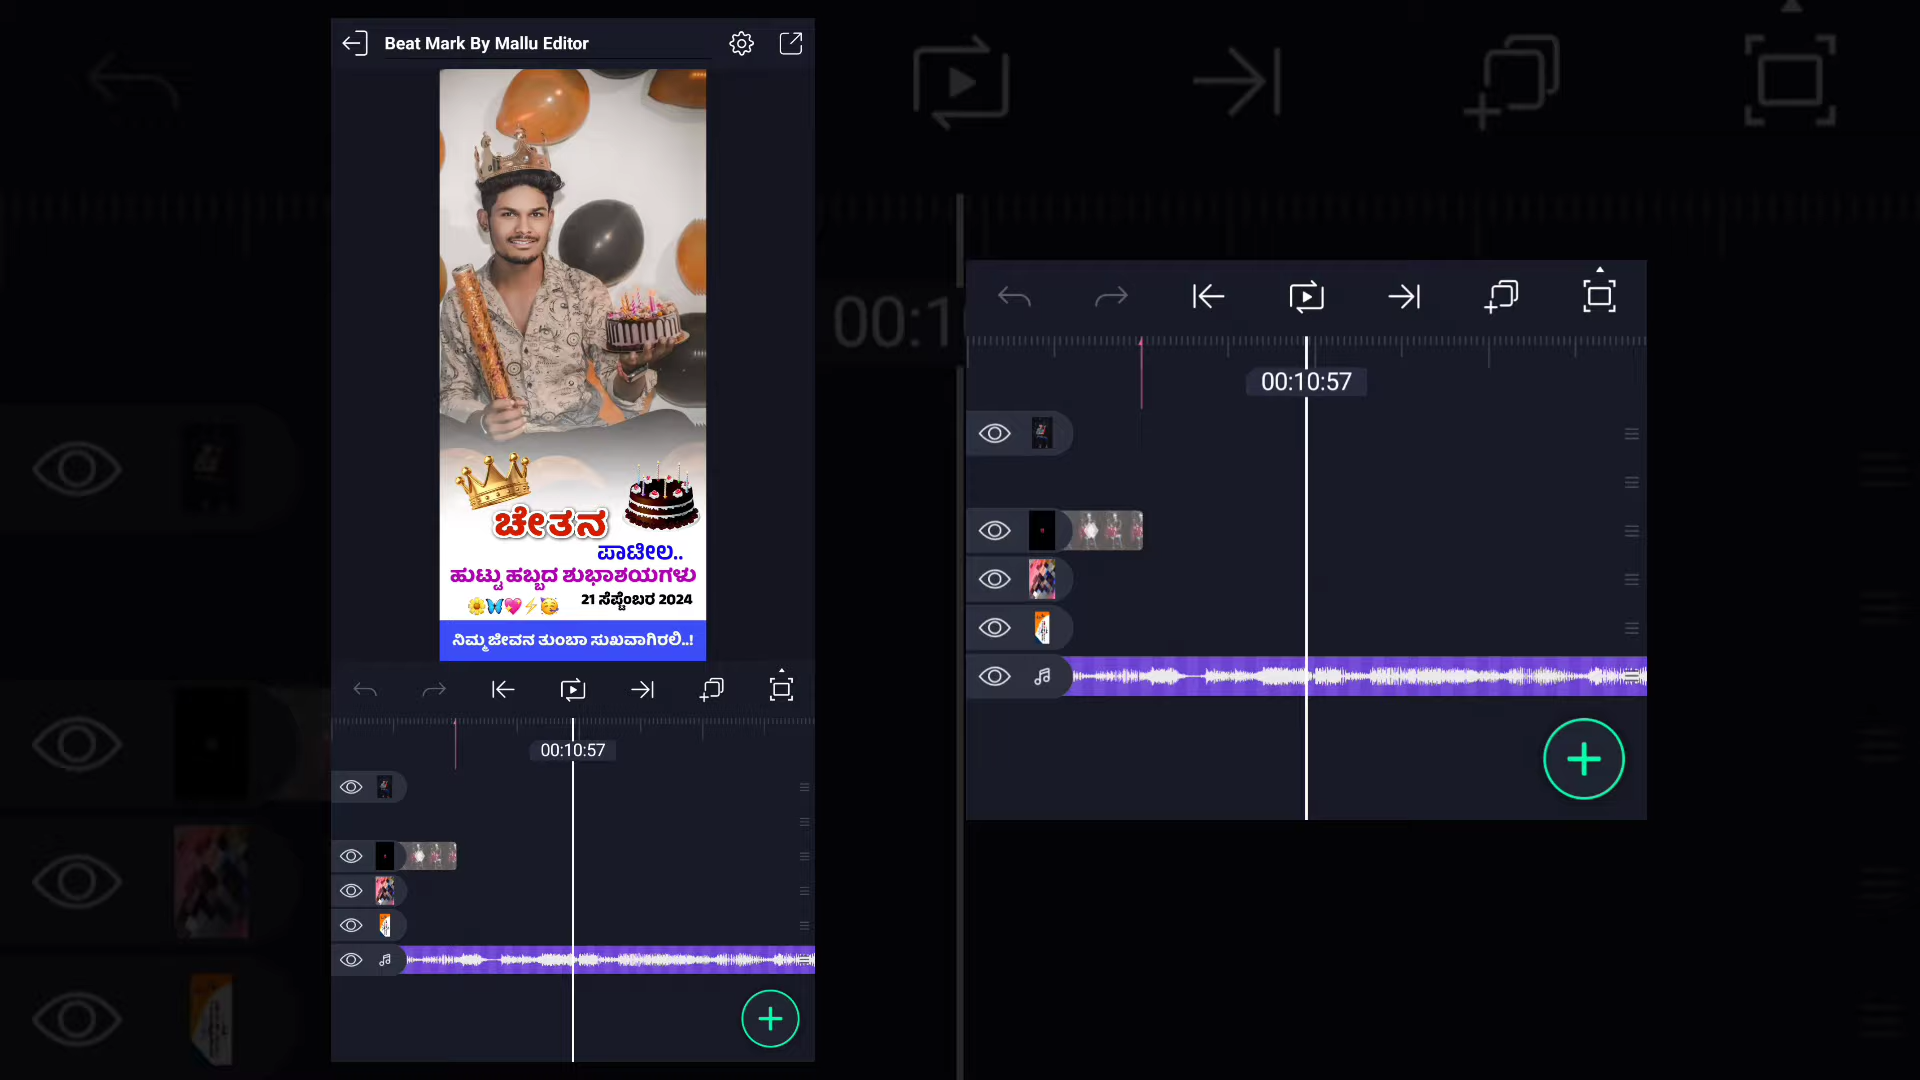 Beat Mark By Mallu Editor
ಚೇತನ
ಪಾಟೀಲ..
ಹುಟ್ಟು ಹಬ್ಬದ ಶುಭಾಶಯಗಳು
21 ಸೆಪ್ಟೆಂಬರ 2024
ನಿಮ್ಮ ಜೀವನ ತುಂಬಾ ಸುಖವಾಗಿರಲಿ..!
00:10:57
00:10:57
00:1